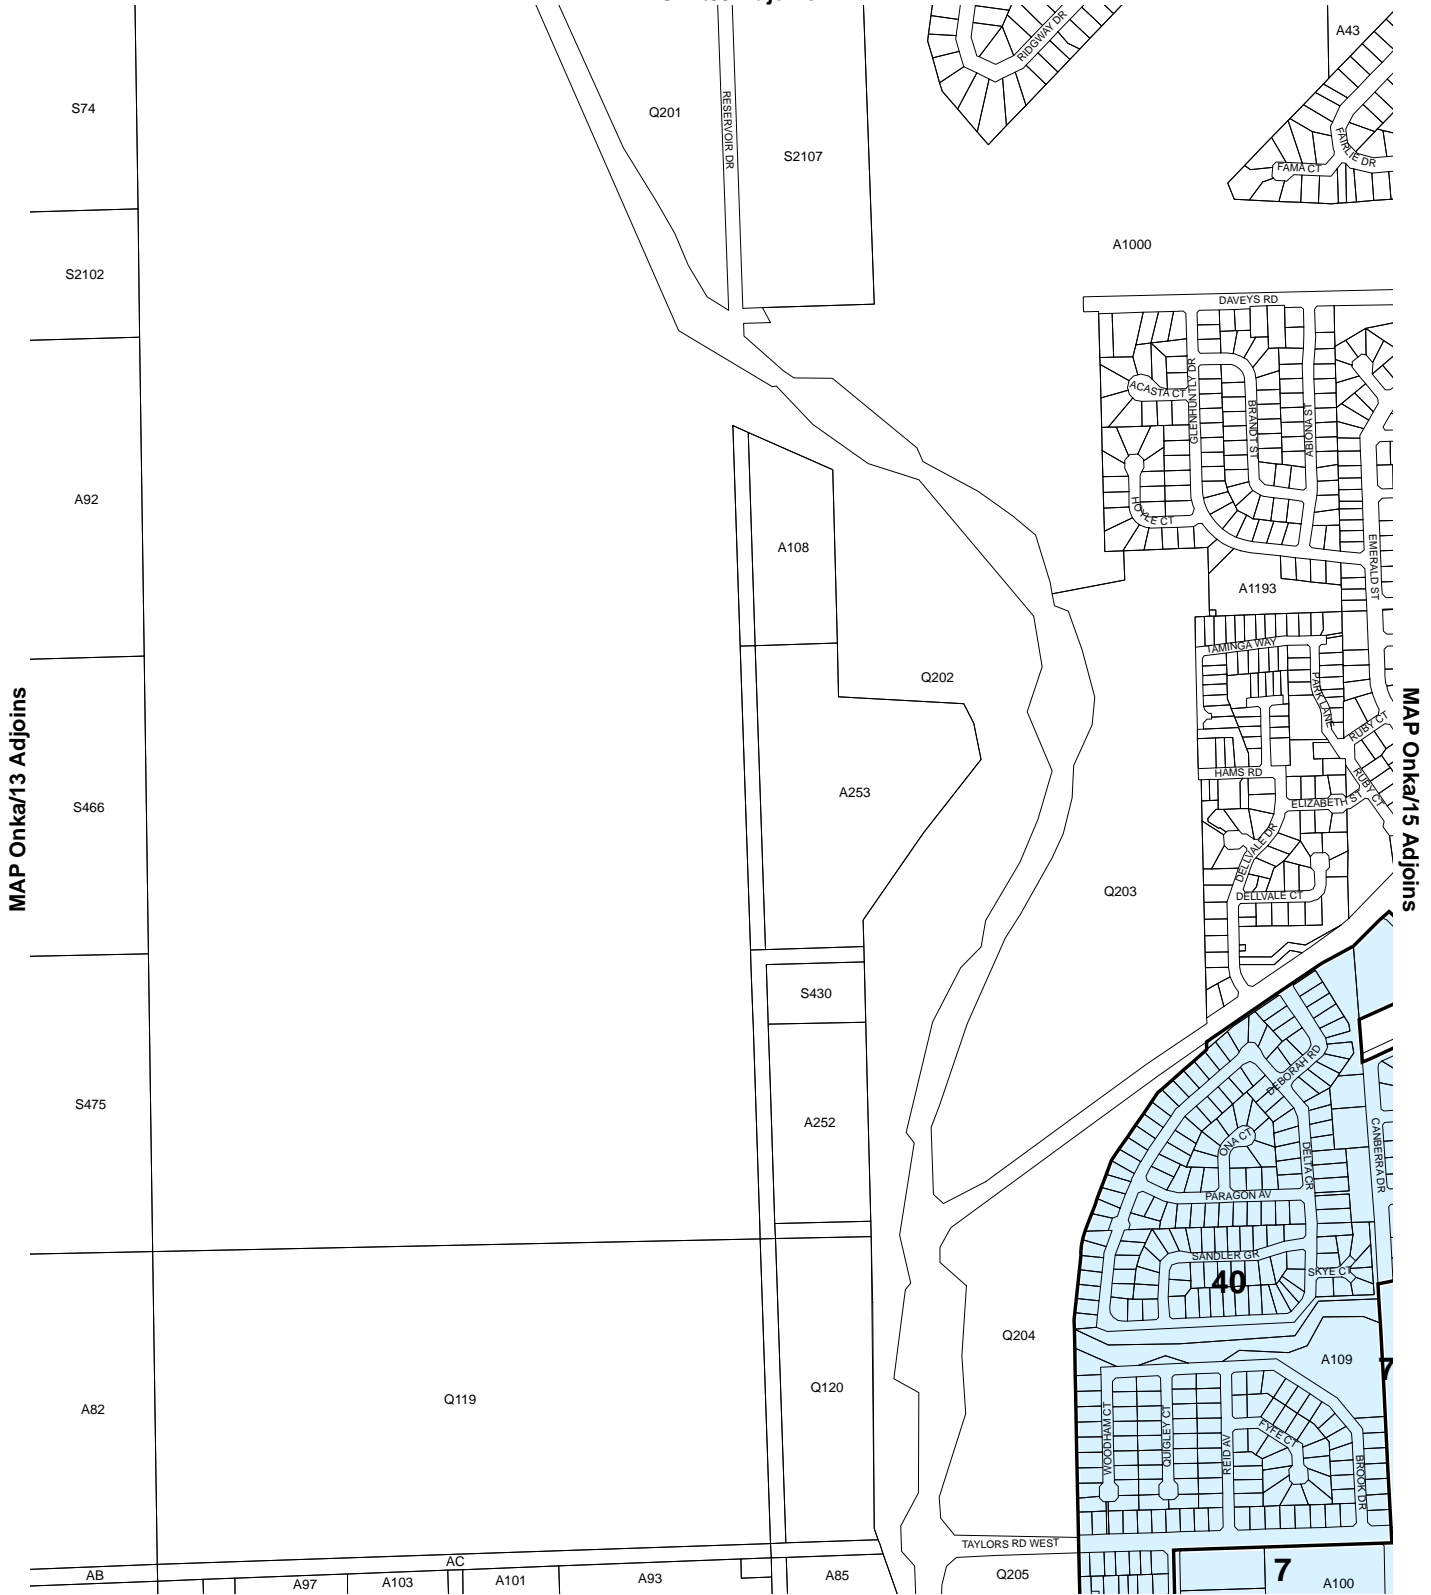 RIDGWAY DR
A43
S74
Q201
RESERVOIR DR
S2107
FAIRLIE DR
FAMA CT
A1000
S2102
DAVEYS RD
ACASTA CT
GLENHUNTLY DR
BRANDT ST
ABIONA ST
A92
HOYLE CT
A108
EMERALD ST
A1193
TAMINGA WAY
Q202
PARK LANE
MAP Onka/13 Adjoins
MAP Onka/15 Adjoins
RUBY CT
HAMS RD
RUBY CT
A253
S466
ELIZABETH ST
DELLVALE DR
Q203
DELLVALE CT
S430
DEBORAH RD
S475
A252
CANBERRA DR
ONA CT
DELTA CR
PARAGON AV
SANDLER GR
SKYE CT
40
Q204
A109
7
Q120
Q119
A82
WOODHAM CT
QUIGLEY CT
REID AV
FYFE CT
BROOK DR
TAYLORS RD WEST
AC
AB
A97
A103
A101
A93
A85
Q205
7
A100